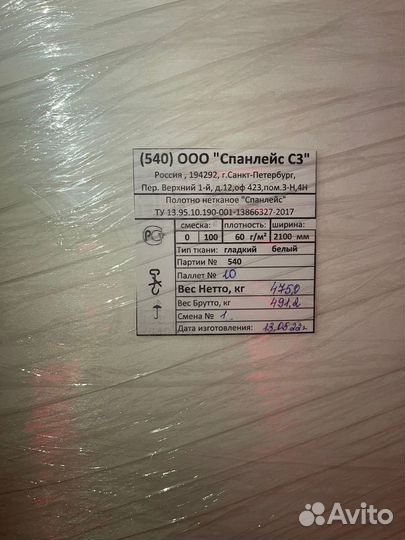 (540) ООО "Спанлейс СЗ"
Россия , 194292, г.Санкт-Петербург,
Пер. Верхний 1-й, д.12,оф 423,пом.3-Н,4Н
Полотно нетканое "Спанлейс"
ТУ 13.95.10.190-001-13866327-2017
смеска: плотность: ширина:
0 100 60 г/м² 2100 мм
Тип ткани: гладкий белый
Партии № 540
Паллет № 10
Вес Нетто, кг 475,0
Вес Брутто, кг 491,2
Смена № 1
Дата изготовления: 13.08.22г.
Avito